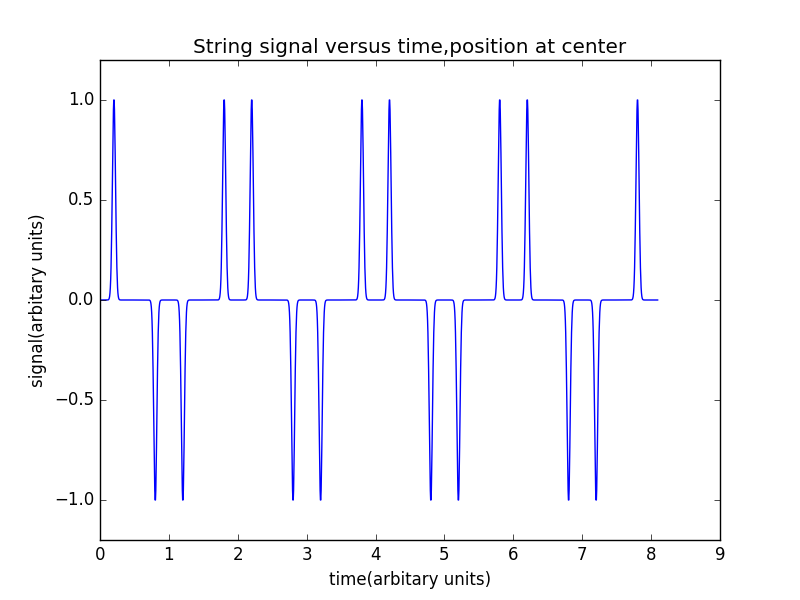 String signal versus time,position at center
signal(arbitary units)
1.0
0.5
0.0
−0.5
−1.0
0 1 2 3 4 5 6 7 8 9
time(arbitary units)